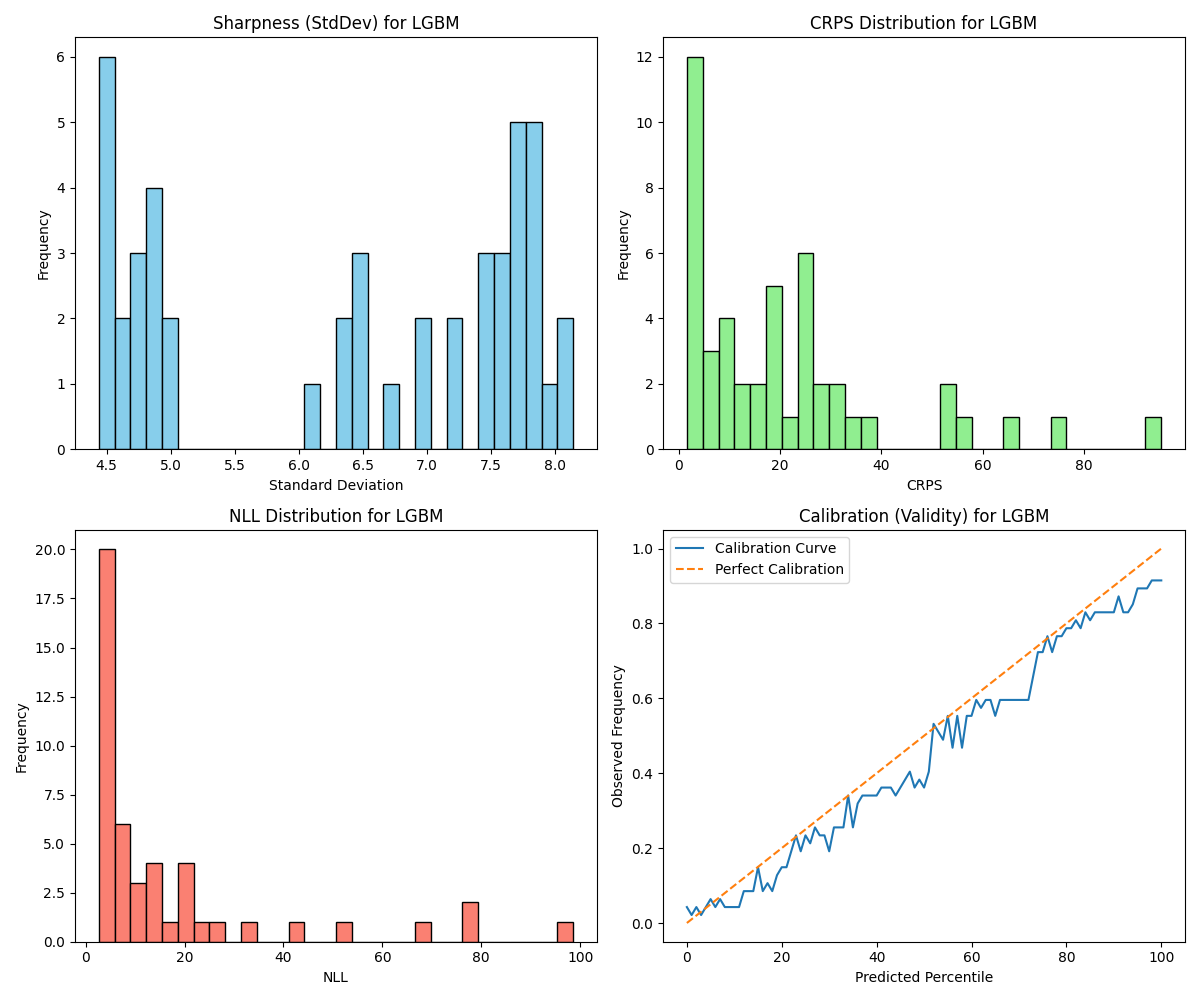 Sharpness (StdDev) for LGBM
6
5
4
3
2
1
0
Frequency
4.5 5.0 5.5 6.0 6.5 7.0 7.5 8.0
Standard Deviation
CRPS Distribution for LGBM
12
10
8
6
4
2
0
Frequency
0 20 40 60 80
CRPS
NLL Distribution for LGBM
20.0
17.5
15.0
12.5
10.0
7.5
5.0
2.5
0.0
Frequency
0 20 40 60 80 100
NLL
Calibration (Validity) for LGBM
Calibration Curve
Perfect Calibration
1.0
0.8
0.6
0.4
0.2
0.0
Observed Frequency
0 20 40 60 80 100
Predicted Percentile